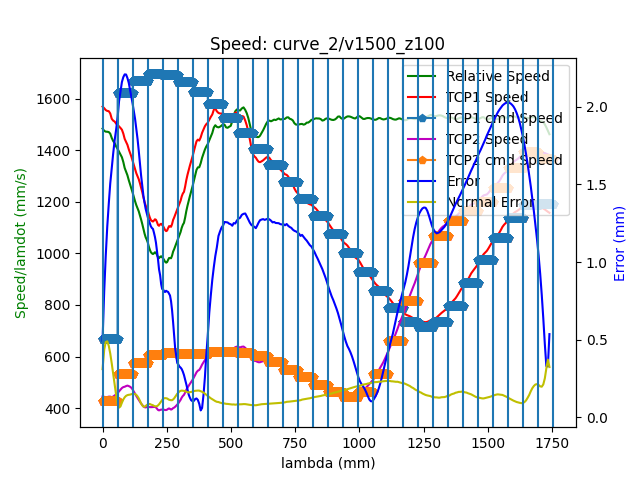 Speed: curve_2/v1500_z100
Relative Speed
TCP1 Speed
TCP1 cmd Speed
TCP2 Speed
TCP2 cmd Speed
Error
Normal Error
Speed/lamdot (mm/s)
1600
1400
1200
1000
800
600
400
2.0
1.5
1.0
0.5
0.0
Error (mm)
0
250
500
750
1000
1250
1500
1750
lambda (mm)